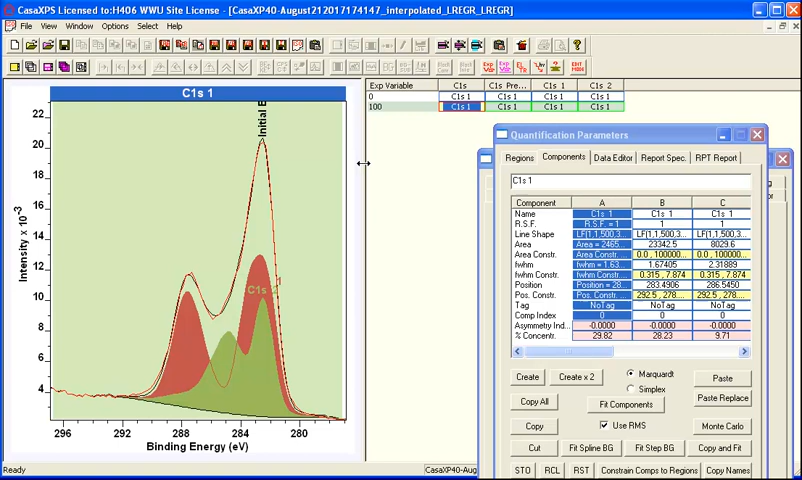 CasaXPS Licensed to:H406 WWU Site License - [CasaXP40-August212017174147_interpolated_LREGR_LREGR]
File View Window Options Select Help
C1s 1
Initial E
C1s
22
20
18
16
14
12
10
8
6
4
Intensity x 10-3
296 292 288 284 280
Binding Energy (eV)
Exp Variable C1s C1s Pre... C1s 1 C1s 2
0 C1s 1 C1s 1 C1s 1 C1s 1
100 C1s 1 C1s 1 C1s 1 C1s 1
Quantification Parameters
Regions Components Data Editor Report Spec. RPT Report
C1s 1
Component A B C
Name C1s 1 C1s 1 C1s 1
R.S.F. R.S.F. = 1 1 1
Line Shape LF(1,1,500,3... LF(1,1,500,3... LF(1,1,500,3...
Area Area = 2465... 23342.5 8029.6
Area Constr. 0.0 , 100000... 0.0 , 100000... 0.0 , 100000...
fwhm fwhm = 1.63... 1.67405 2.31889
fwhm Constr. 0.315 , 7.874 0.315 , 7.874 0.315 , 7.874
Position Position = 28... 283.4906 286.5450
Pos. Constr. 292.5 , 278.... 292.5 , 278.... 292.5 , 278....
Tag NoTag NoTag NoTag
Comp Index 0 0 0
Asymmetry Ind... -0.0000 -0.0000 -0.0000
% Concentr. 29.82 28.23 9.71
Create Create x 2 Marquardt Paste
Simplex
Copy All Fit Components Paste Replace
Copy Use RMS Monte Carlo
Cut Fit Spline BG Fit Step BG Copy and Fit
STO RCL RST Constrain Comps to Regions Copy Names
Ready CasaXP40-Aug